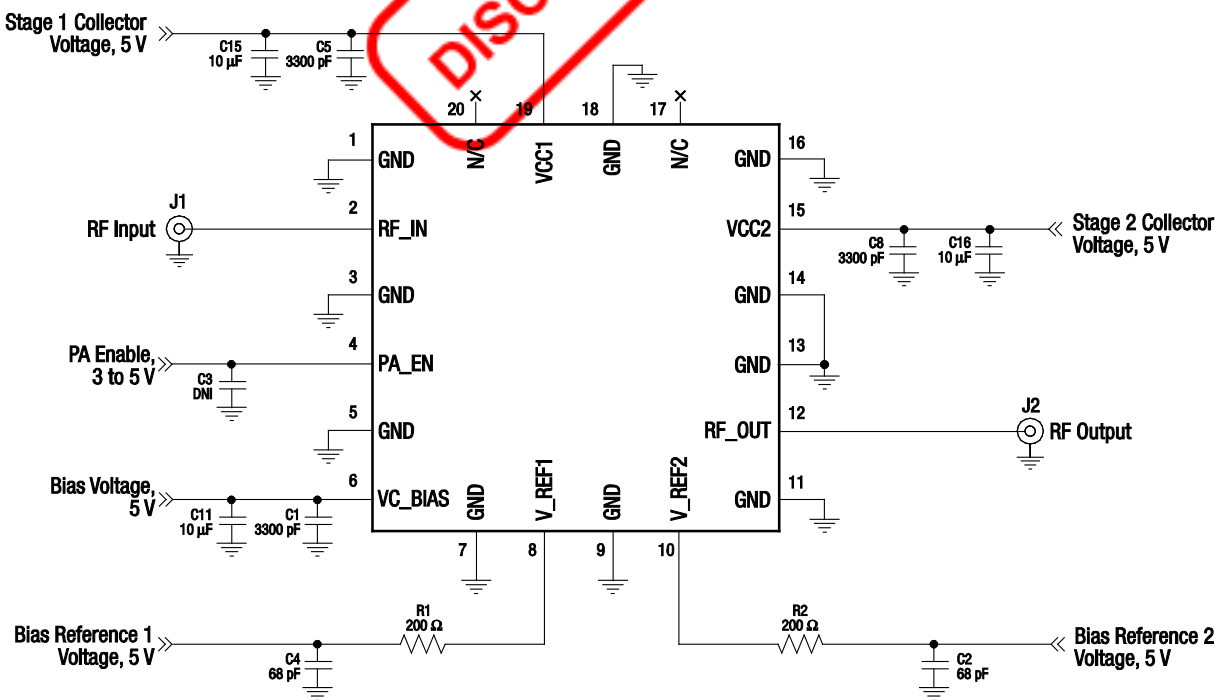 DISC
Stage 1 Collector
Voltage, 5 V
C15
10 µF
C5
3300 pF
20
19
18
17
N/C
VCC1
GND
N/C
1
GND
16
GND
J1
RF Input
2
RF_IN
15
VCC2
Stage 2 Collector
Voltage, 5 V
C8
3300 pF
C16
10 µF
3
GND
14
GND
PA Enable,
3 to 5 V
4
PA_EN
C3
DNI
13
GND
5
GND
12
RF_OUT
J2
RF Output
Bias Voltage,
5 V
6
VC_BIAS
C11
10 µF
C1
3300 pF
11
GND
GND
V_REF1
GND
V_REF2
7
8
9
10
Bias Reference 1
Voltage, 5 V
R1
200 Ω
C4
68 pF
R2
200 Ω
C2
68 pF
Bias Reference 2
Voltage, 5 V